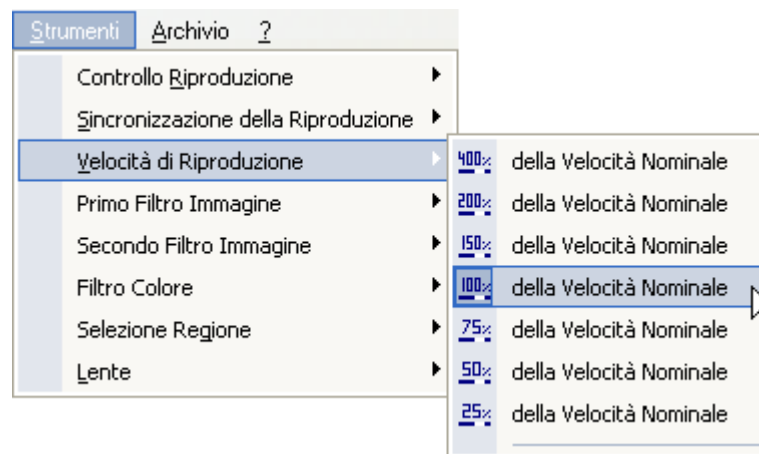 Strumenti Archivio ?
Controllo Riproduzione
Sincronizzazione della Riproduzione
Velocità di Riproduzione
Primo Filtro Immagine
Secondo Filtro Immagine
Filtro Colore
Selezione Regione
Lente
400% della Velocità Nominale
200% della Velocità Nominale
150% della Velocità Nominale
100% della Velocità Nominale
75% della Velocità Nominale
50% della Velocità Nominale
25% della Velocità Nominale